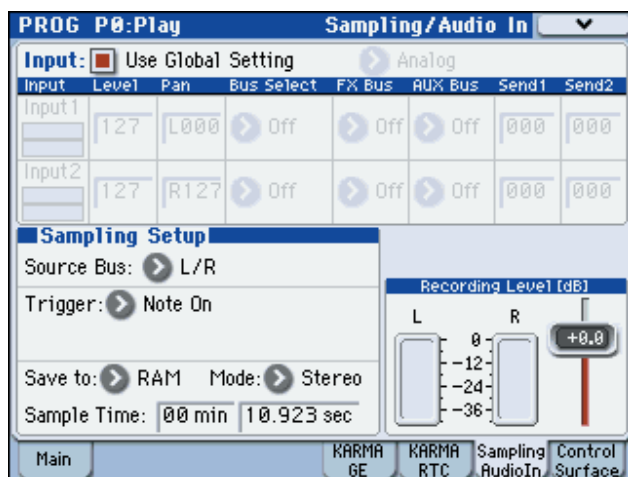 PROG P0:Play Sampling/Audio In
Input: Use Global Setting Analog
Input Level Pan Bus Select FX Bus AUX Bus Send1 Send2
Input1 127 L000 Off Off Off 000 000
Input2 127 R127 Off Off Off 000 000
Sampling Setup
Source Bus: L/R
Trigger: Note On
Save to: RAM Mode: Stereo
Sample Time: 00 min 10.923 sec
Recording Level [dB]
L R
0
-12
-24
-36
+0.0
Main
KARMA GE
KARMA RTC
Sampling AudioIn
Control Surface